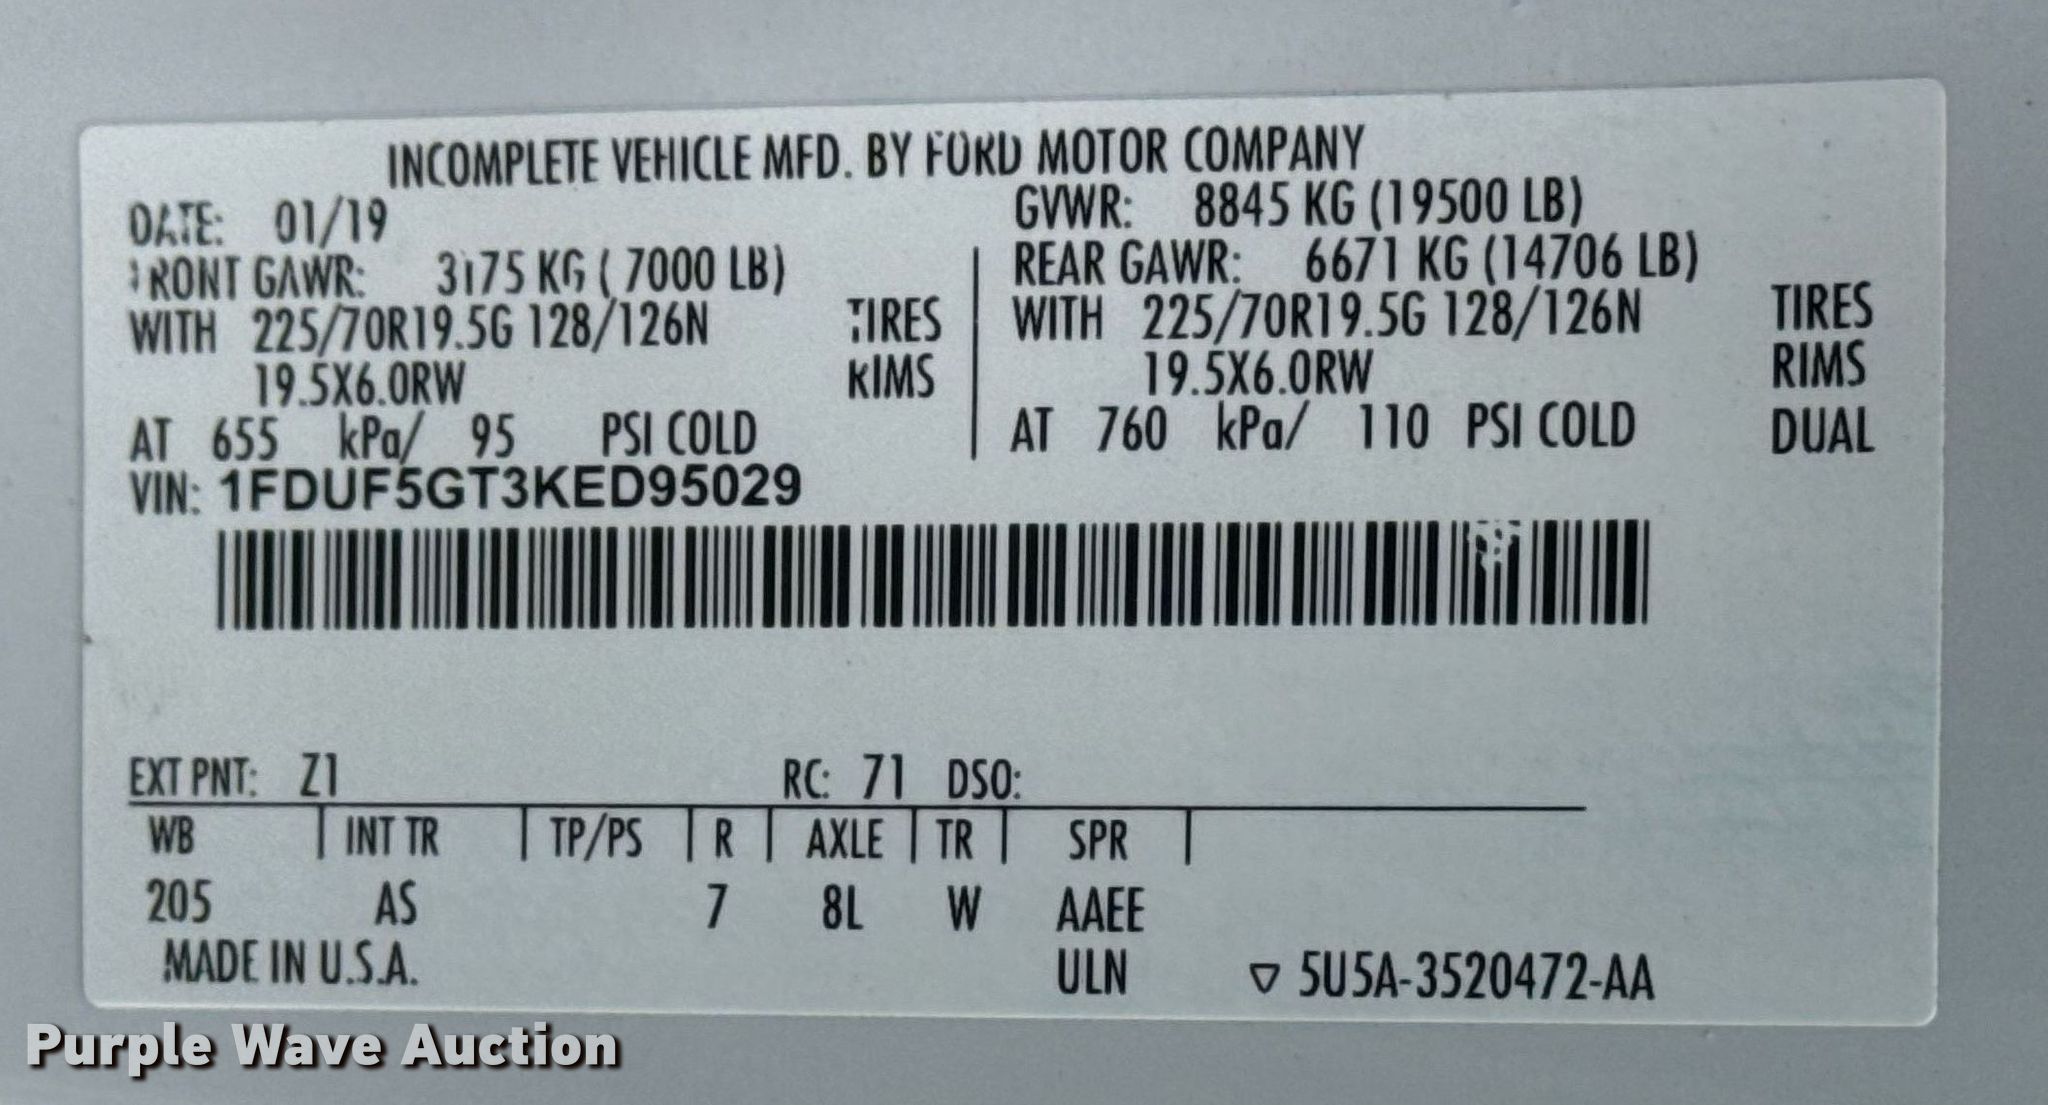 INCOMPLETE VEHICLE MFD. BY FORD MOTOR COMPANY
DATE: 01/19 GVWR: 8845 KG (19500 LB)
FRONT GAWR: 3175 KG ( 7000 LB) REAR GAWR: 6671 KG (14706 LB)
WITH 225/70R19.5G 128/126N TIRES WITH 225/70R19.5G 128/126N TIRES
19.5X6.0RW RIMS 19.5X6.0RW RIMS
AT 655 kPa/ 95 PSI COLD AT 760 kPa/ 110 PSI COLD DUAL
VIN: 1FDUF5GT3KED95029
EXT PNT: Z1 RC: 71 DSO:
WB INT TR TP/PS R AXLE TR SPR
205 AS 7 8L W AAEE
MADE IN U.S.A. ULN ▽ 5U5A-3520472-AA
Purple Wave Auction